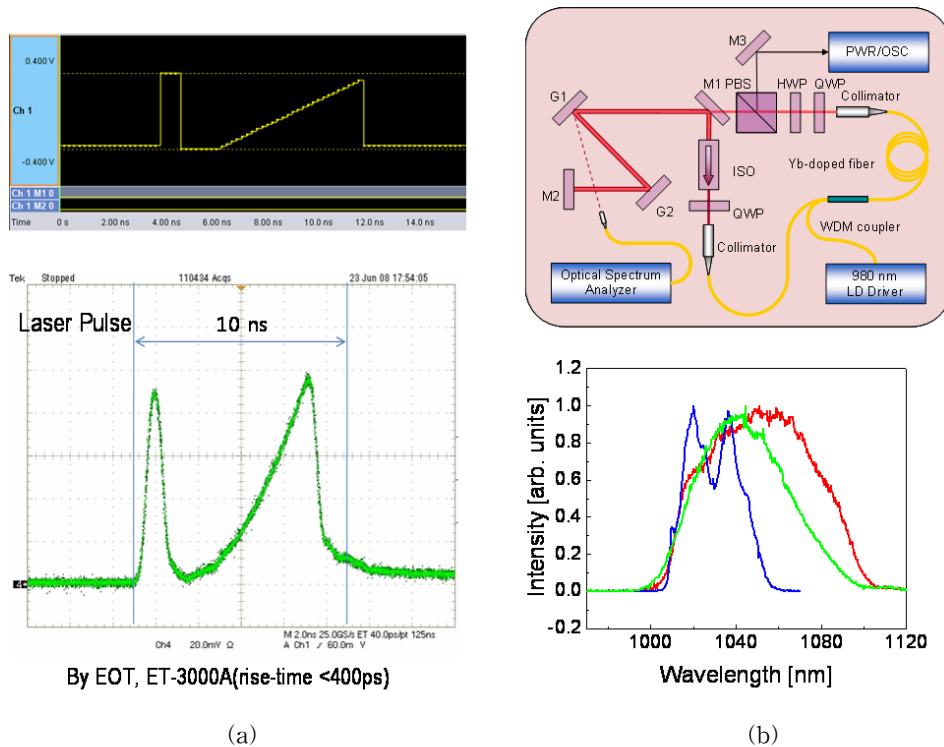 0.400 V
Ch 1
-0.400 V
Ch 1 M1 0
Ch 1 M2 0
Time 0 s 2.00 ns 4.00 ns 6.00 ns 8.00 ns 10.0 ns 12.0 ns 14.0 ns
Tek Stopped 110434 Acqs 23 Jun 08 17:54:05
Laser Pulse
10 ns
4
M 2.0ns 25.0GS/s ET 40.0ps/pt 125ns
Ch4 20.0mV Ω A Ch1 / 60.0m V
By EOT, ET-3000A(rise-time <400ps)
(a)
M3
PWR/OSC
M1 PBS HWP QWP
G1
Collimator
ISO
Yb-doped fiber
M2
G2
QWP
WDM coupler
Collimator
Optical Spectrum
Analyzer
980 nm
LD Driver
1.2
1.0
0.8
0.6
0.4
0.2
0.0
-0.2
Intensity [arb. units]
1000 1040 1080 1120
Wavelength [nm]
(b)